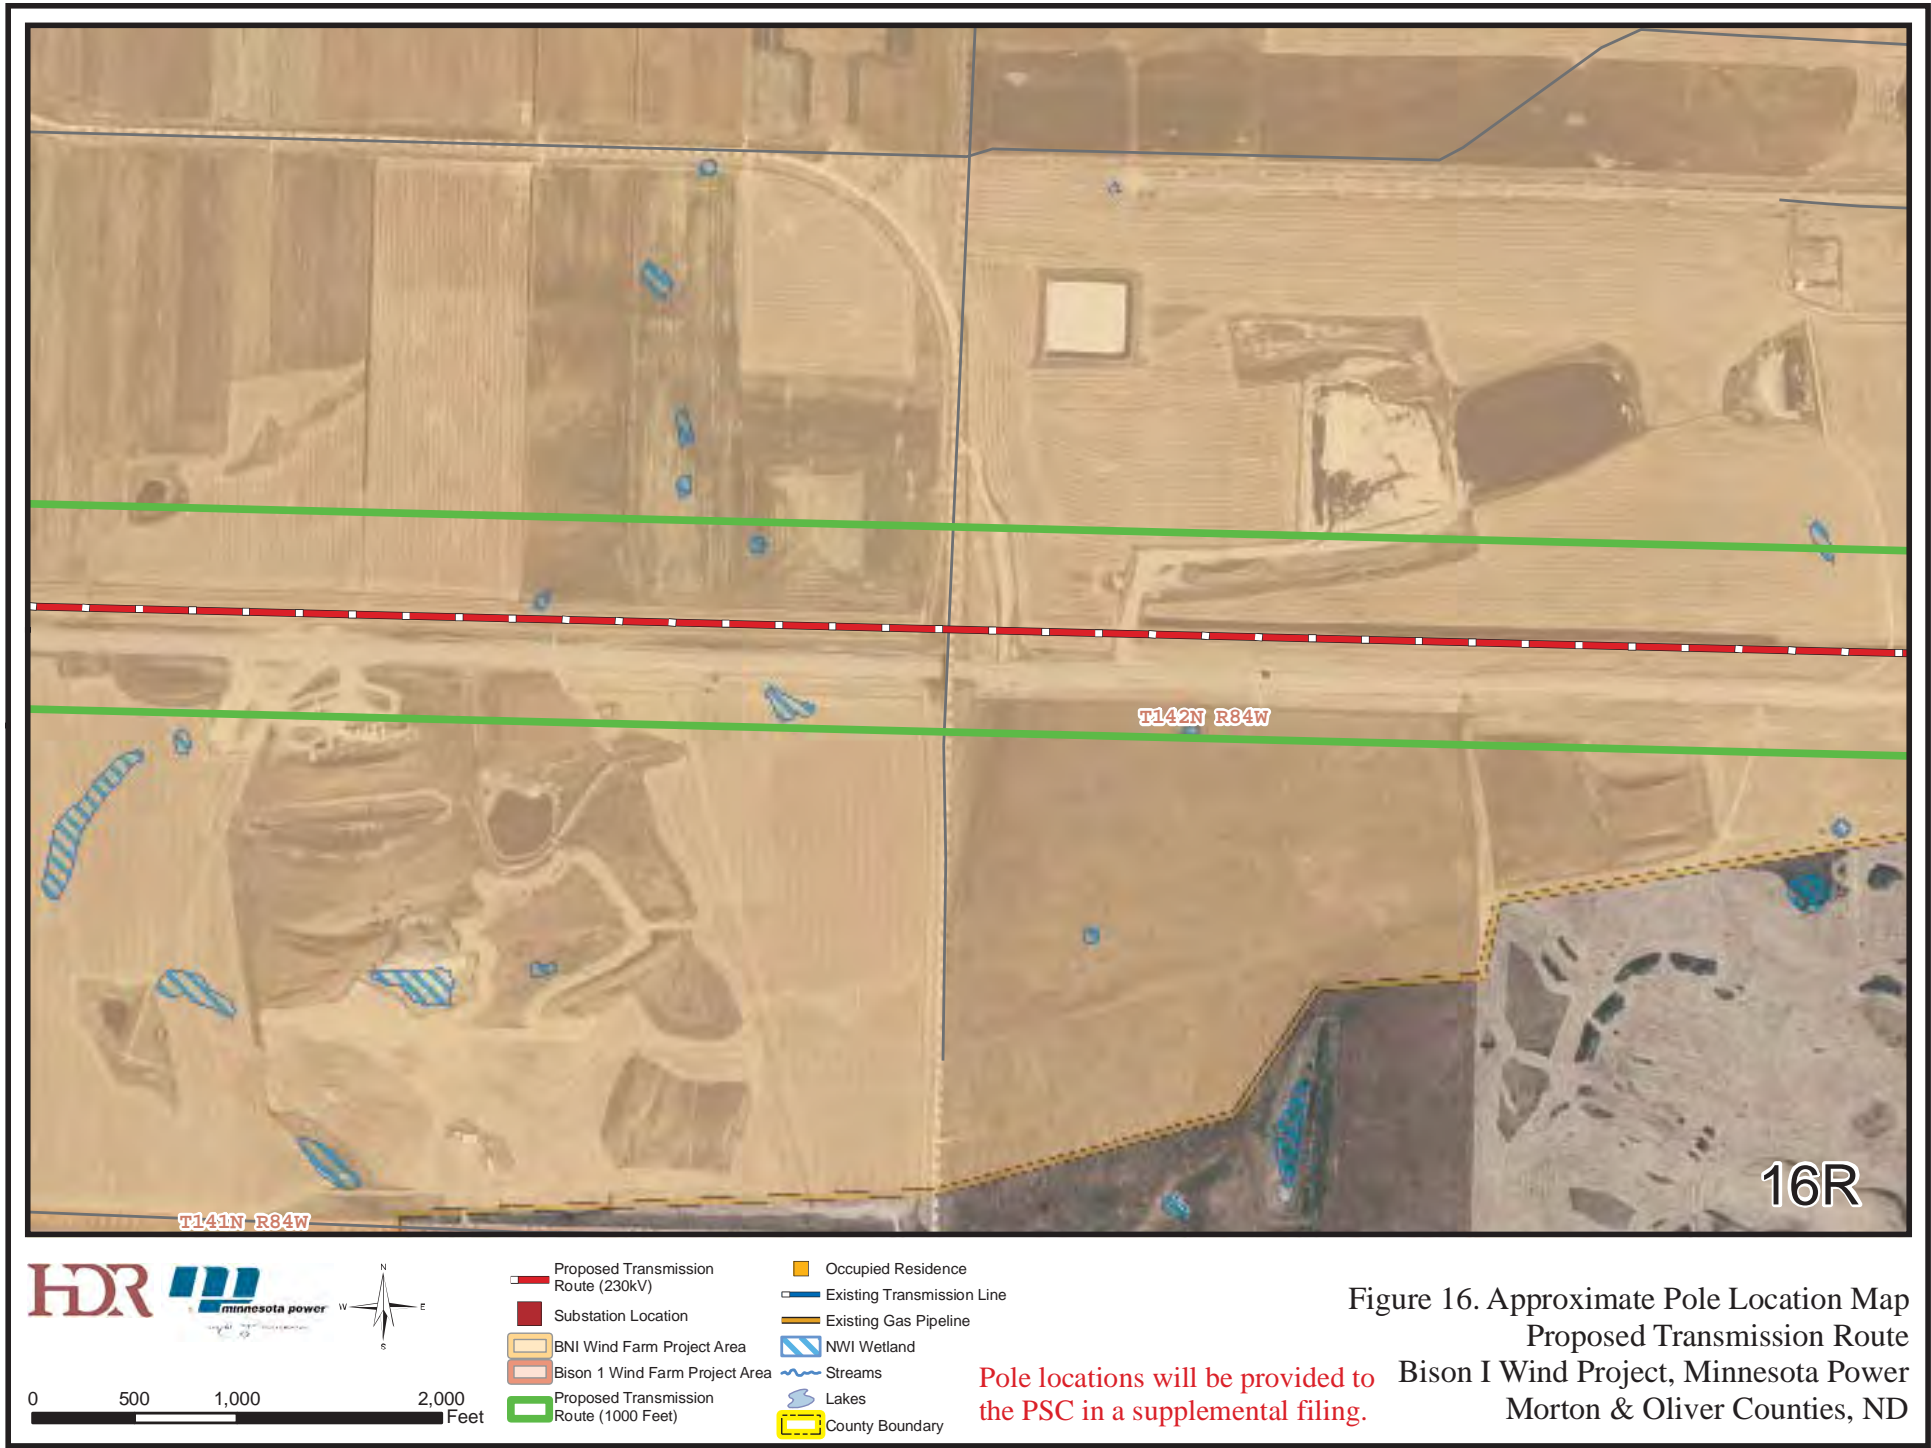 T142N R84W
16R
T141N R84W
HDR
minnesota power
N
W
E
S
0 500 1,000 2,000
Feet
Proposed Transmission
Route (230kV)
Substation Location
BNI Wind Farm Project Area
Bison 1 Wind Farm Project Area
Proposed Transmission
Route (1000 Feet)
Occupied Residence
Existing Transmission Line
Existing Gas Pipeline
NWI Wetland
Streams
Lakes
County Boundary
Pole locations will be provided to
the PSC in a supplemental filing.
Figure 16. Approximate Pole Location Map
Proposed Transmission Route
Bison I Wind Project, Minnesota Power
Morton & Oliver Counties, ND